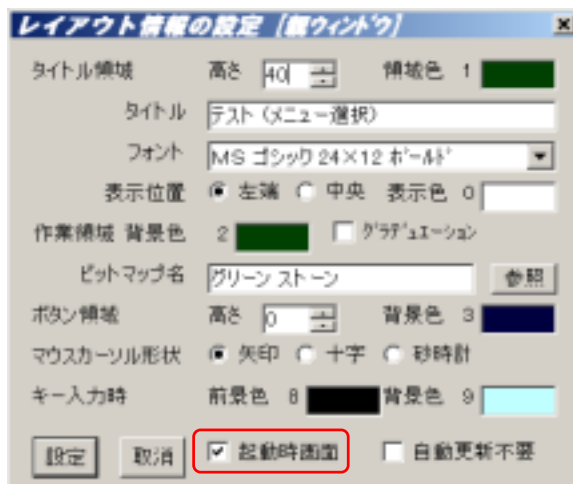 レイアウト情報の設定 [親ウィンドウ]
タイトル領域 高さ 40 領域色 1
タイトル テスト (メニュー選択)
フォント MS ゴシック 24×12 ボールド
表示位置 左端 中央 表示色 0
作業領域 背景色 2 グラデュエーション
ビットマップ名 グリーン ストーン 参照
ボタン領域 高さ 0 背景色 3
マウスカーソル形状 矢印 十字 砂時計
キー入力時 前景色 8 背景色 9
設定 取消 起動時画面 自動更新不要